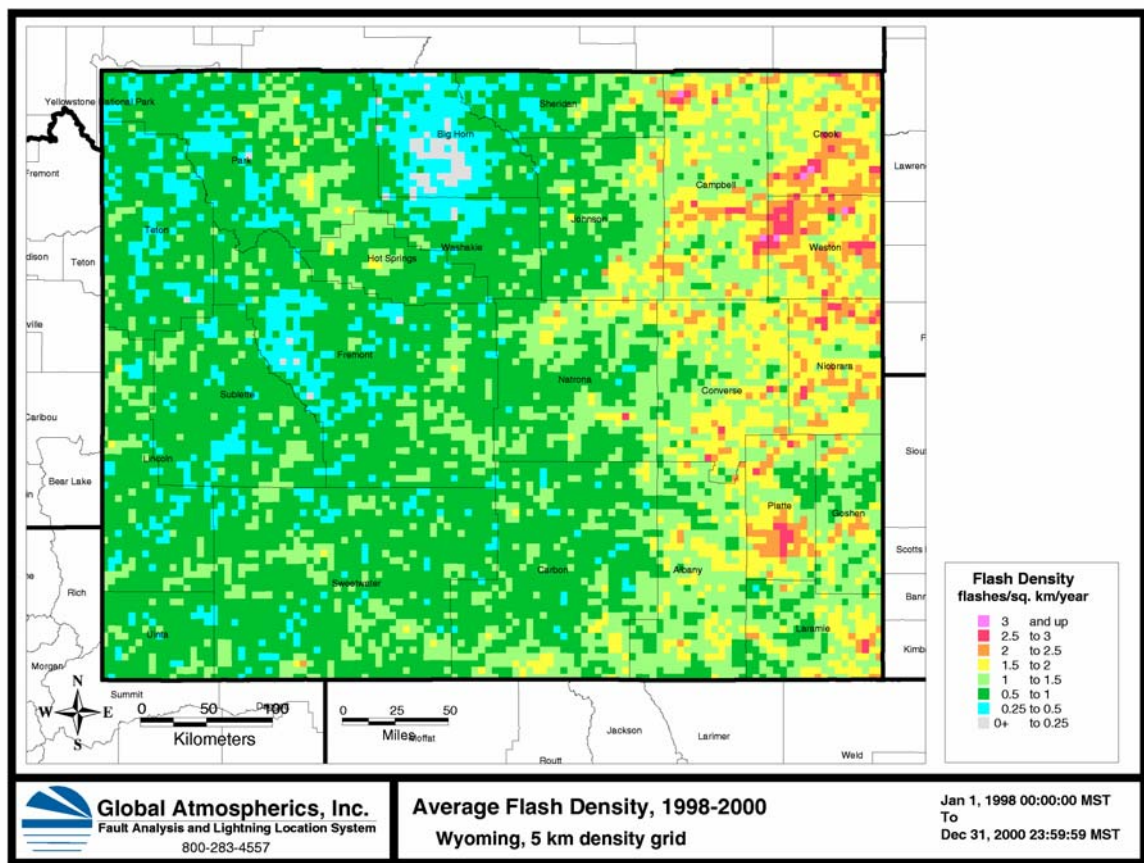 Yellowstone National Park
Sheridan
Big Horn
Crook
Park
Lawren
Fremont
Campbell
Johnson
Teton
Washakie
Weston
Hot Springs
dison
Teton
ville
F
Fremont
Niobrara
Natrona
Converse
Sublette
Caribou
Lincoln
Siou
Bear Lake
Platte
Goshen
Scotts
Sweetwater
Carbon
Albany
Rich
Bann
Laramie
Uinta
Kimb
Morgan
Summit
Flash Density
flashes/sq. km/year
3 and up
2.5 to 3
2 to 2.5
1.5 to 2
1 to 1.5
0.5 to 1
0.25 to 0.5
0+ to 0.25
N
W E
S
0 50 100
Kilometers
0 25 50
Miles
Moffat
Jackson
Larimer
Routt
Weld
Global Atmospherics, Inc.
Fault Analysis and Lightning Location System
800-283-4557
Average Flash Density, 1998-2000
Wyoming, 5 km density grid
Jan 1, 1998 00:00:00 MST
To
Dec 31, 2000 23:59:59 MST